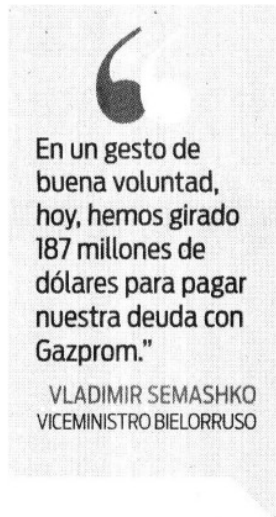 En un gesto de
buena voluntad,
hoy, hemos girado
187 millones de
dólares para pagar
nuestra deuda con
Gazprom.”
VLADIMIR SEMASHKO
VICEMINISTRO BIELORRUSO